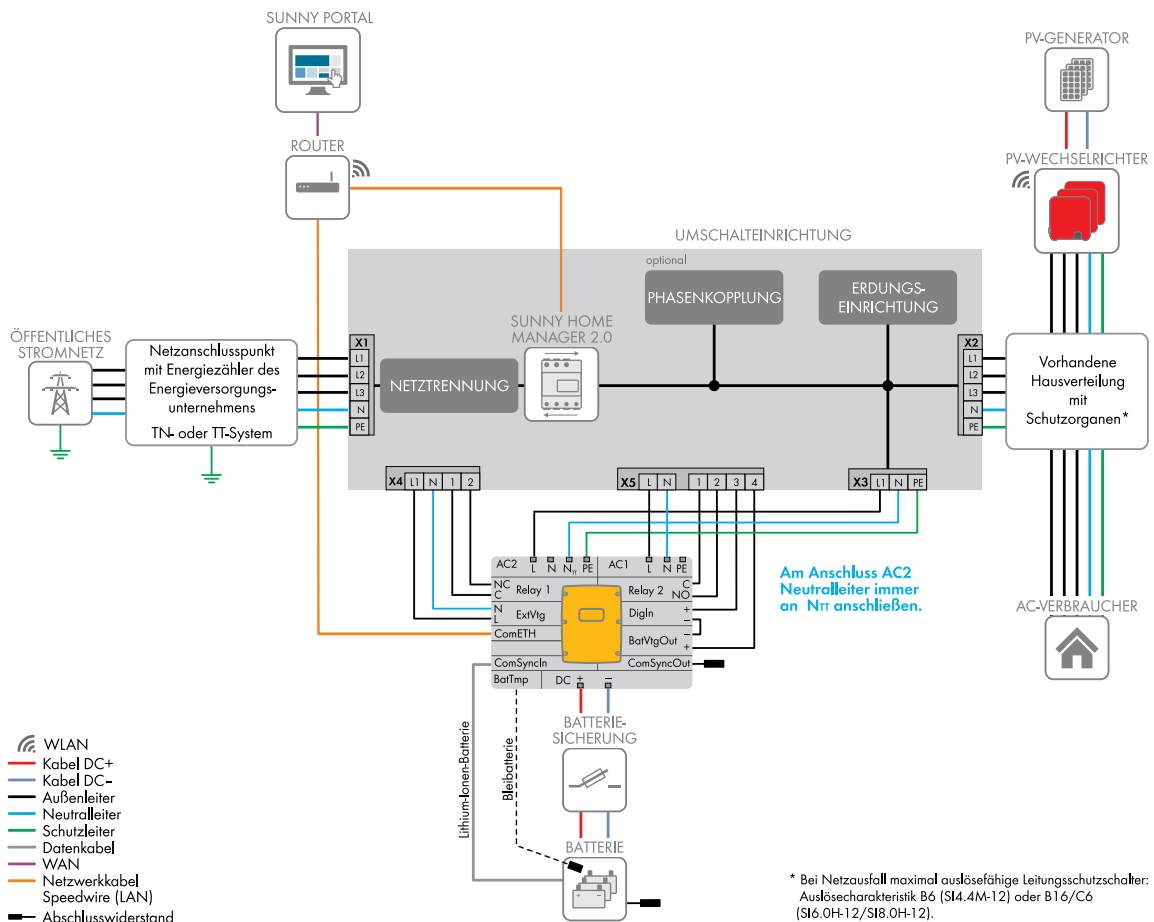 SUNNY PORTAL
PV-GENERATOR
ROUTER
PV-WECHSELRICHTER
UMSCHALTEINRICHTUNG
optional
PHASENKOPPLUNG
ERDUNGS-
EINRICHTUNG
SUNNY HOME
MANAGER 2.0
NETZTRENNUNG
ÖFFENTLICHES
STROMNETZ
Netzanschlusspunkt
mit Energiezähler des
Energieversorgungs-
unternehmens
TN- oder TT-System
X1
L1
L2
L3
N
PE
X2
L1
L2
L3
N
PE
Vorhandene
Hausverteilung
mit
Schutzorganen*
X4 L1 N 1 2
X5 L N 1 2 3 4
X3 L1 N PE
AC2 L N NTT PE
AC1 L N PE
NC
C
Relay 1
Relay 2
C
NO
N
L
ExtVtg
DigIn
+
−
ComETH
BatVtgOut
−
+
ComSyncIn
ComSyncOut
BatTmp
DC + −
Am Anschluss AC2
Neutralleiter immer
an NTT anschließen.
AC-VERBRAUCHER
BATTERIE-
SICHERUNG
Lithium-Ionen-Batterie
Bleibatterie
BATTERIE
WLAN
Kabel DC+
Kabel DC−
Außenleiter
Neutralleiter
Schutzleiter
Datenkabel
WAN
Netzwerkkabel
Speedwire (LAN)
Abschlusswiderstand
* Bei Netzausfall maximal auslösefähige Leitungsschutzschalter:
Auslösecharakteristik B6 (SI4.4M-12) oder B16/C6
(SI6.0H-12/SI8.0H-12).